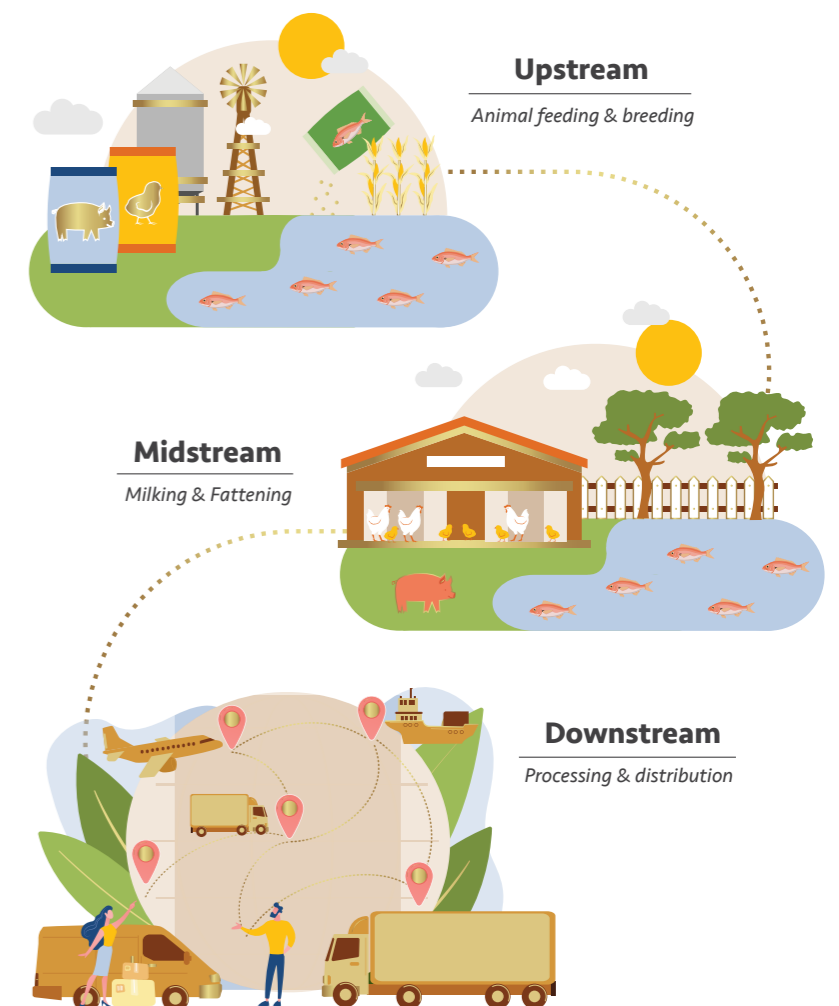 Upstream
Animal feeding & breeding
Midstream
Milking & Fattening
Downstream
Processing & distribution